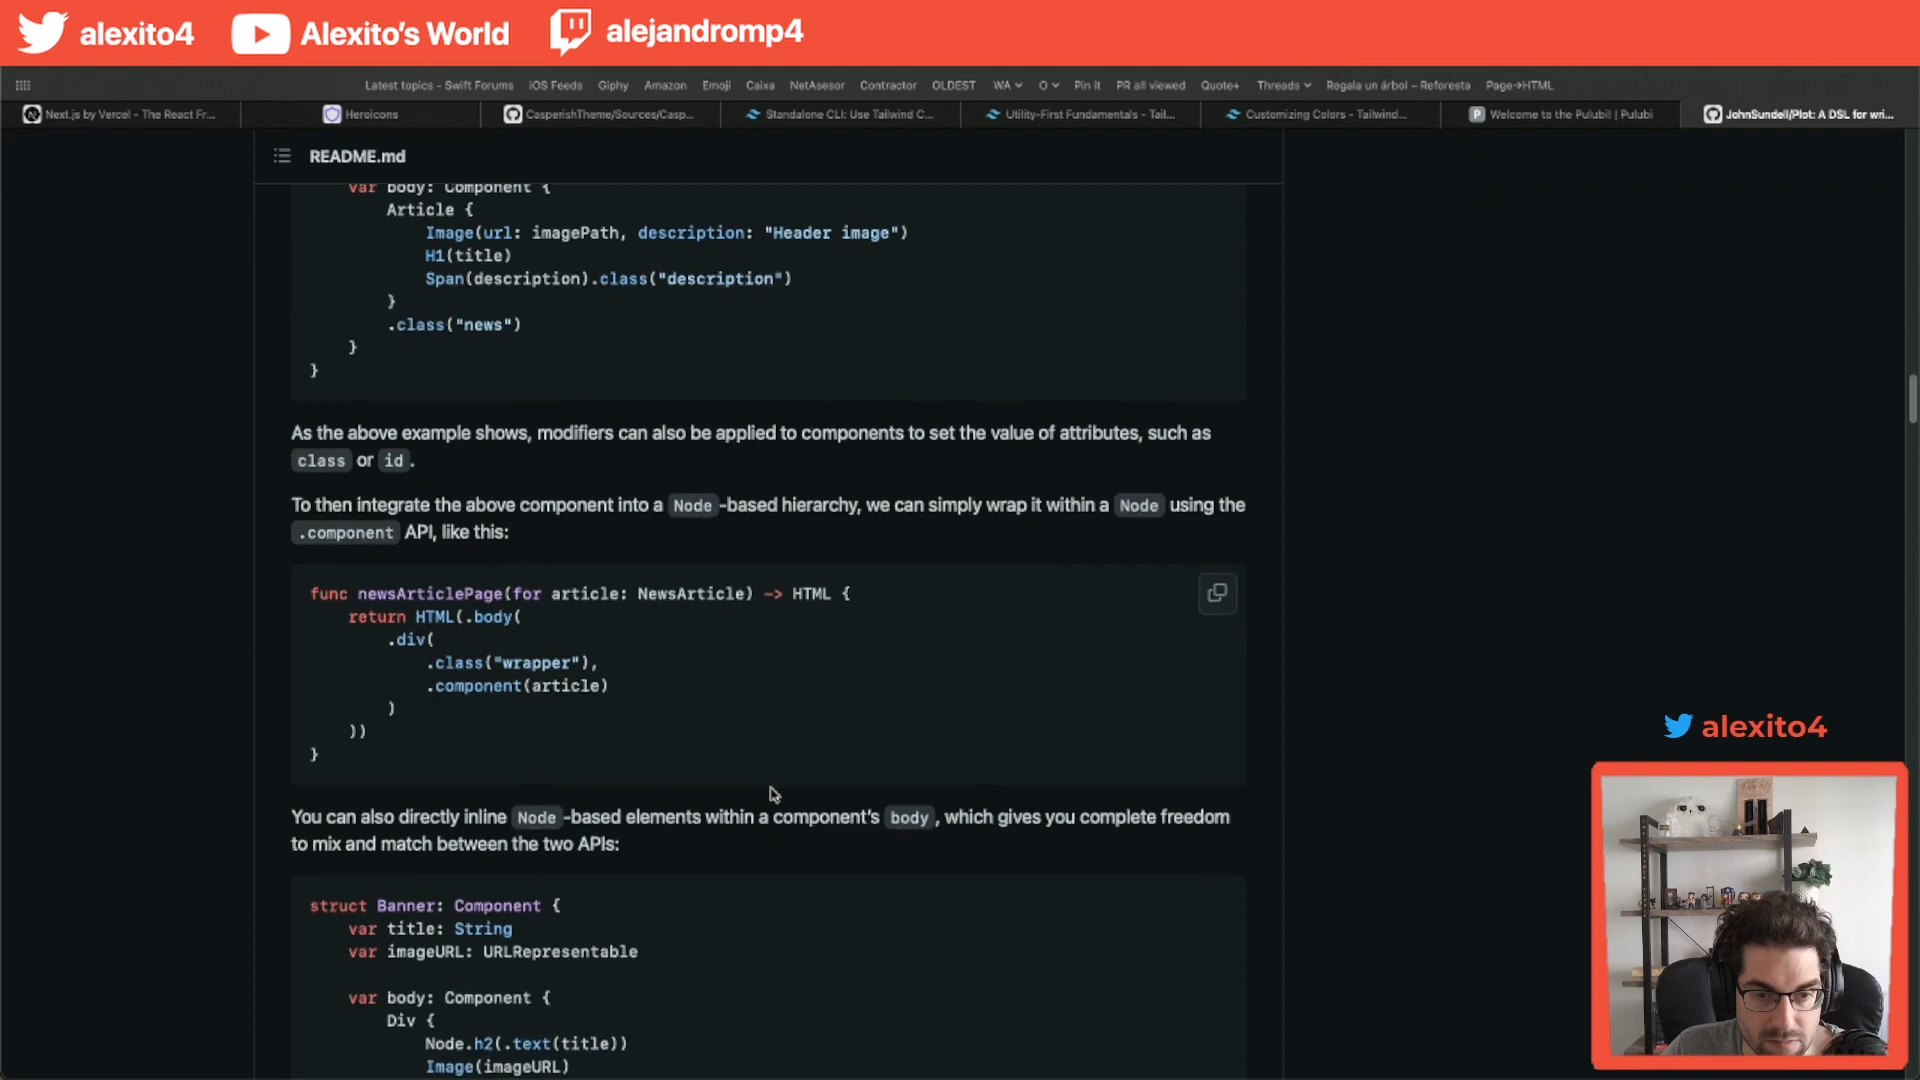 alexito4
Alexito's World
alejandromp4
Latest topics - Swift Forums
iOS Feeds
Giphy
Amazon
Emoji
Caixa
NetAsesor
Contractor
OLDEST
WA
O
Pin it
PR all viewed
Quote+
Threads
Regala un árbol – Reforesta
Page→HTML
Next.js by Vercel - The React Fr...
Heroicons
CasperishTheme/Sources/Casp...
Standalone CLI: Use Tailwind C...
Utility-First Fundamentals - Tail...
Customizing Colors - Tailwind...
Welcome to the Pulubi! | Pulubi
JohnSundell/Plot: A DSL for wri...
README.md
var body: Component {
Article {
Image(url: imagePath, description: "Header image")
H1(title)
Span(description).class("description")
}
.class("news")
}
}
As the above example shows, modifiers can also be applied to components to set the value of attributes, such as
class or id.
To then integrate the above component into a Node-based hierarchy, we can simply wrap it within a Node using the
.component API, like this:
func newsArticlePage(for article: NewsArticle) -> HTML {
return HTML(.body(
.div(
.class("wrapper"),
.component(article)
)
))
}
You can also directly inline Node-based elements within a component's body, which gives you complete freedom
to mix and match between the two APIs:
struct Banner: Component {
var title: String
var imageURL: URLRepresentable
var body: Component {
Div {
Node.h2(.text(title))
Image(imageURL)
alexito4